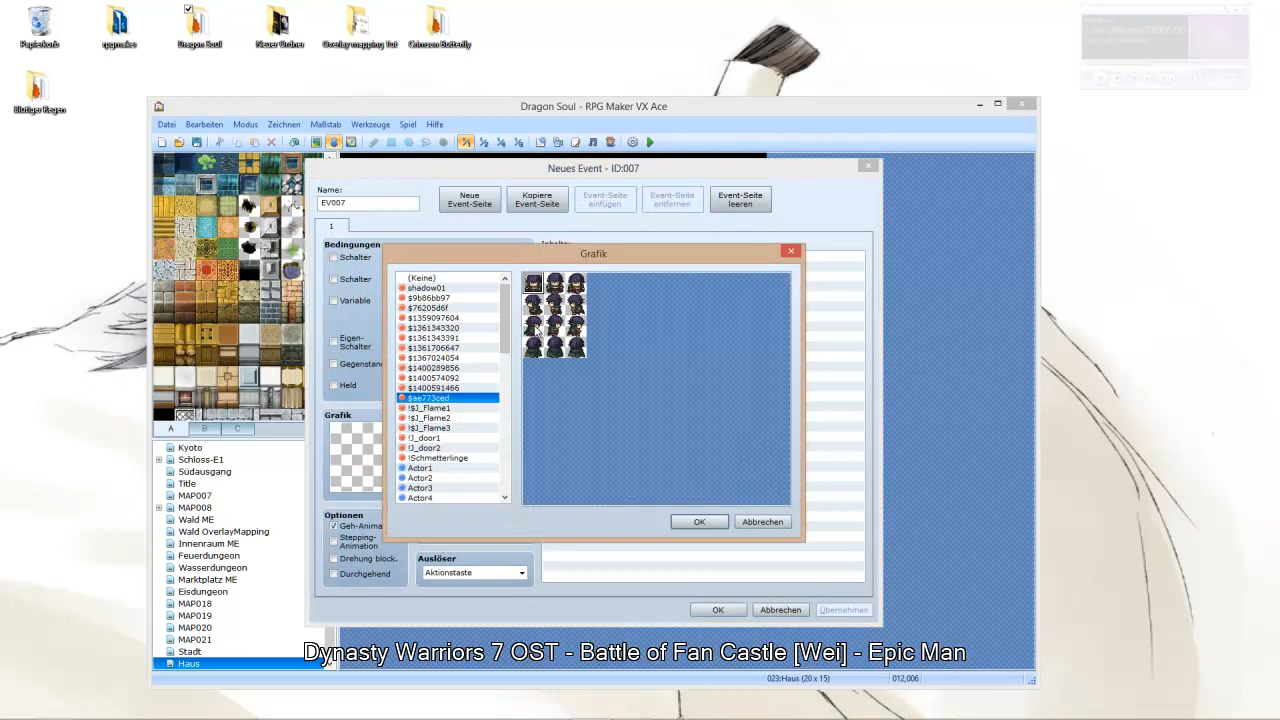 Papierkorb
rpgmaker
Dragon Soul
Neuer Ordner
Overlay mapping Tut
Crimson Butterfly
Blutiger Regen
Dragon Soul - RPG Maker VX Ace
Datei Bearbeiten Modus Zeichnen Maßstab Werkzeuge Spiel Hilfe
Neues Event - ID:007
Name:
EV007
Neue Event-Seite
Kopiere Event-Seite
Event-Seite einfügen
Event-Seite entfernen
Event-Seite leeren
1
Bedingungen
Schalter
Schalter
Variable
Eigen-Schalter
Gegenstand
Held
Grafik
Grafik
(Keine)
shadow01
$9b86bb97
$76205d6f
$1359097604
$1361343320
$1361343391
$1361706647
$1367024054
$1400289856
$1400574092
$1400591466
$ae773ced
!$J_Flame1
!$J_Flame2
!$J_Flame3
!J_door1
!J_door2
!Schmetterlinge
Actor1
Actor2
Actor3
Actor4
OK
Abbrechen
Optionen
Geh-Anima
Stepping-Animation
Drehung block.
Durchgehend
Auslöser
Aktionstaste
OK
Abbrechen
Übernehmen
A B C
Kyoto
Schloss-E1
Südausgang
Title
MAP007
MAP008
Wald ME
Wald OverlayMapping
Innenraum ME
Feuerdungeon
Wasserdungeon
Marktplatz ME
Eisdungeon
MAP018
MAP019
MAP020
MAP021
Stadt
Haus
Dynasty Warriors 7 OST - Battle of Fan Castle [Wei] - Epic Man
023:Haus (20 x 15)
012,006